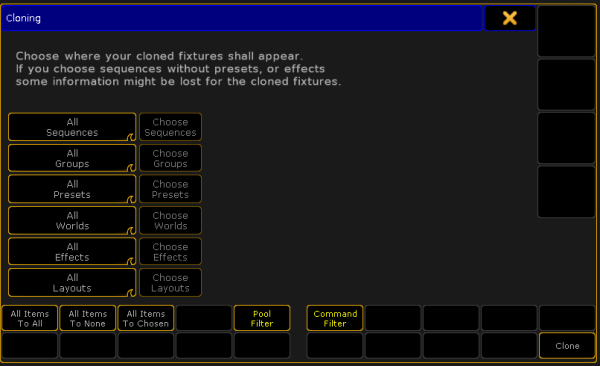 Cloning
Choose where your cloned fixtures shall appear.
If you choose sequences without presets, or effects
some information might be lost for the cloned fixtures.
All
Sequences
Choose
Sequences
All
Groups
Choose
Groups
All
Presets
Choose
Presets
All
Worlds
Choose
Worlds
All
Effects
Choose
Effects
All
Layouts
Choose
Layouts
All Items
To All
All Items
To None
All Items
To Chosen
Pool
Filter
Command
Filter
Clone